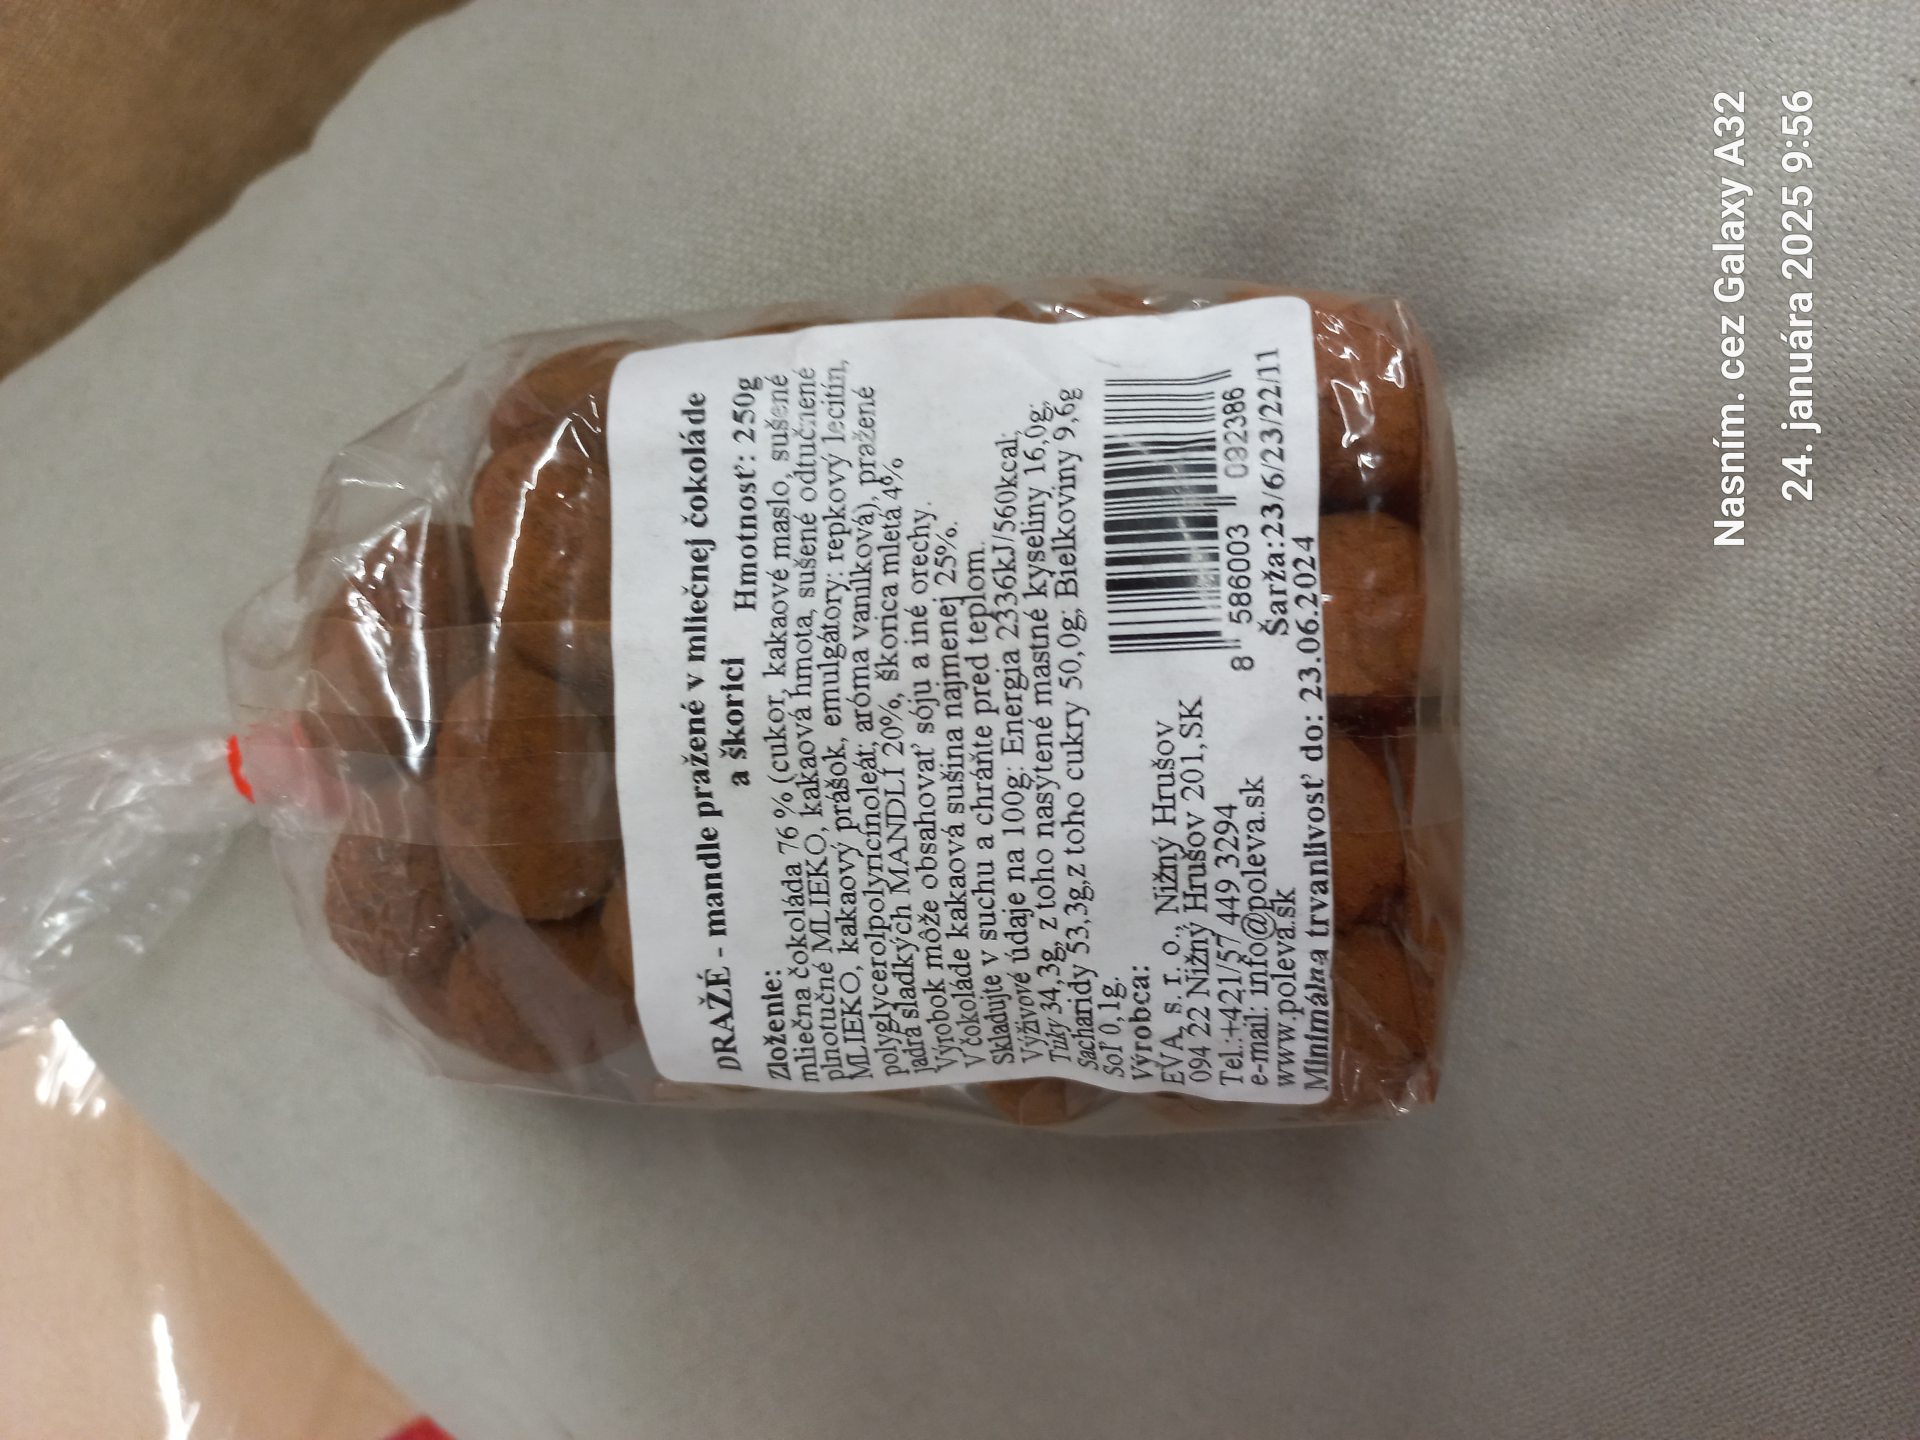 DRAŽÉ - mandle pražené v mliečnej čokoláde
a škorici Hmotnosť: 250g
Zloženie:
mliečna čokoláda 76 % (cukor, kakaové maslo, sušené
plnotučné MLIEKO, kakaová hmota, sušené odtučnené
MLIEKO, kakaový prášok, emulgátory: repkový lecitín,
polyglycerolpolyricinoleát; aróma vanilková), pražené
jadrá sladkých MANDLÍ 20%, škorica mletá 4%
Výrobok môže obsahovať sóju a iné orechy.
V čokoláde kakaová sušina najmenej 25%.
Skladujte v suchu a chráňte pred teplom.
Výživové údaje na 100g: Energia 2336kJ/560kcal;
Tuky 34,3g, z toho nasýtené mastné kyseliny 16,0g;
Sacharidy 53,3g,z toho cukry 50,0g; Bielkoviny 9,6g
Soľ 0,1g.
Výrobca:
EVA, s. r. o., Nižný Hrušov
094 22 Nižný Hrušov 201,SK
Tel.:+421/57 449 3294
e-mail: info@poleva.sk
www.poleva.sk
8 586003 032386
Šarža:23/6/23/22/11
Minimálna trvanlivosť do: 23.06.2024
Nasním. cez Galaxy A32
24. januára 2025 9:56